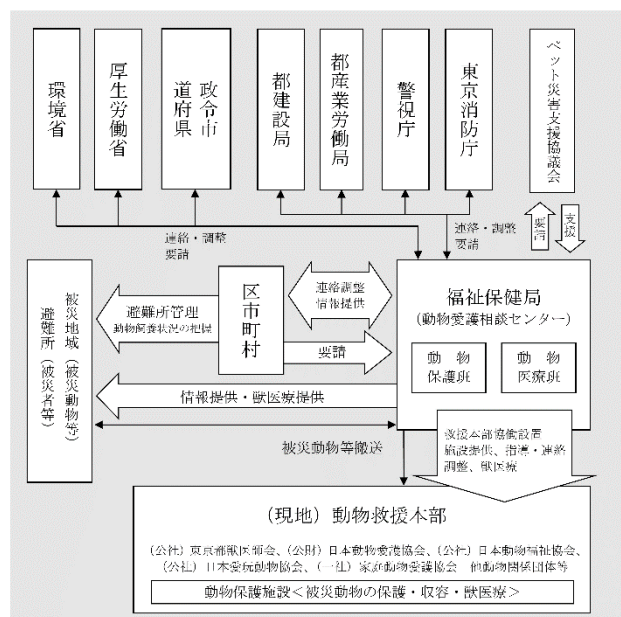 環境省
厚生労働省
政令市
道府県
都建設局
都産業労働局
警視庁
東京消防庁
ペット災害支援協議会
連絡・調整
要請
連絡・調整
要請
要請
支援
被災地域（被災動物等）
避難所（被災者等）
避難所管理
動物飼養状況の把握
区市町村
連絡調整
情報提供
要請
福祉保健局
（動物愛護相談センター）
動物
保護班
動物
医療班
情報提供・獣医療提供
被災動物等搬送
救援本部協働設置
施設提供、指導・連絡
調整、獣医療
（現地）動物救援本部
（公社）東京都獣医師会、（公財）日本動物愛護協会、（公社）日本動物福祉協会、
（公社）日本愛玩動物協会、（一社）家庭動物愛護協会　他動物関係団体等
動物保護施設＜被災動物の保護・収容・獣医療＞